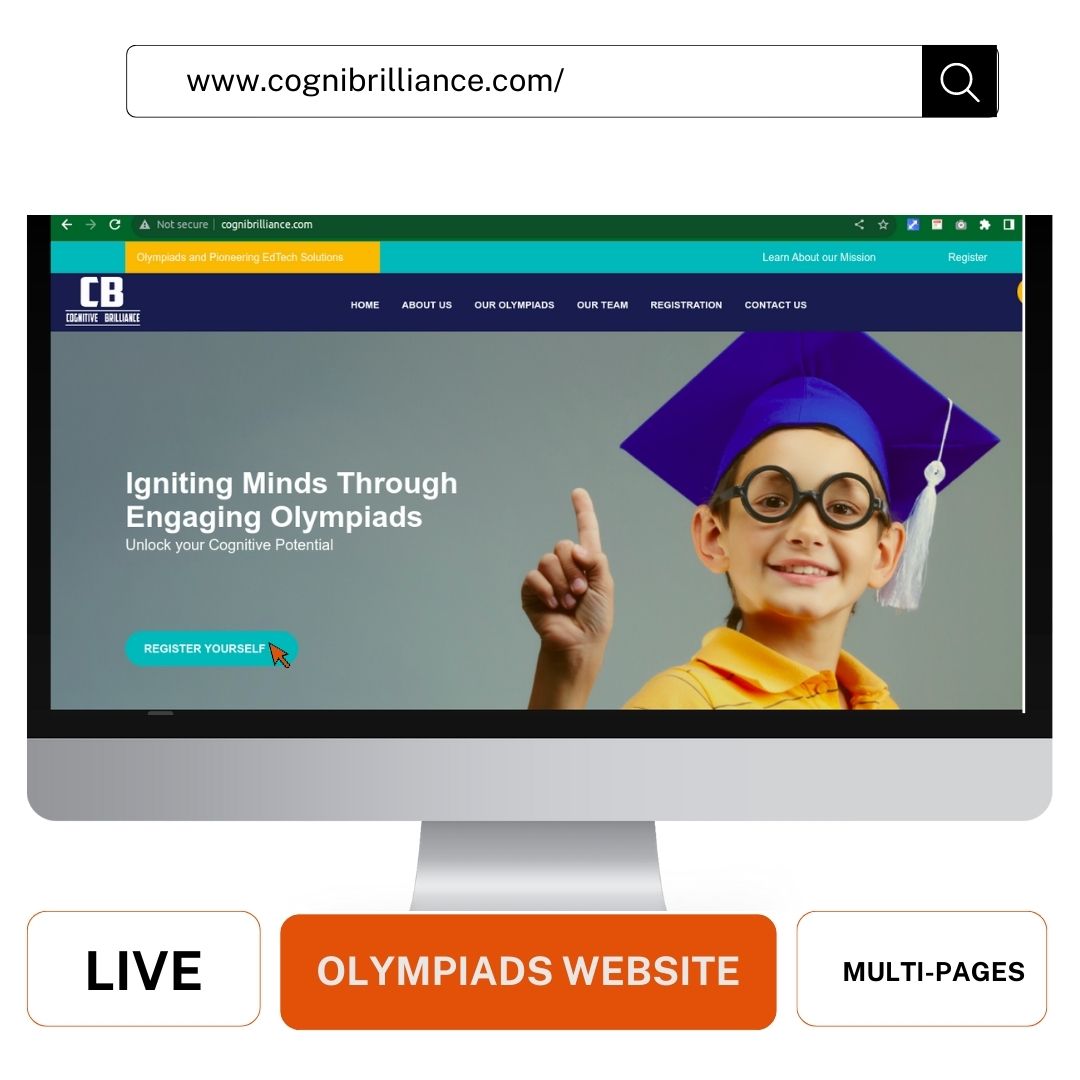 www.cognibrilliance.com/
Not secure | cognibrilliance.com
Olympiads and Pioneering EdTech Solutions
Learn About our Mission
Register
CB
COGNITIVE BRILLIANCE
HOME
ABOUT US
OUR OLYMPIADS
OUR TEAM
REGISTRATION
CONTACT US
Igniting Minds Through
Engaging Olympiads
Unlock your Cognitive Potential
REGISTER YOURSELF
LIVE
OLYMPIADS WEBSITE
MULTI-PAGES